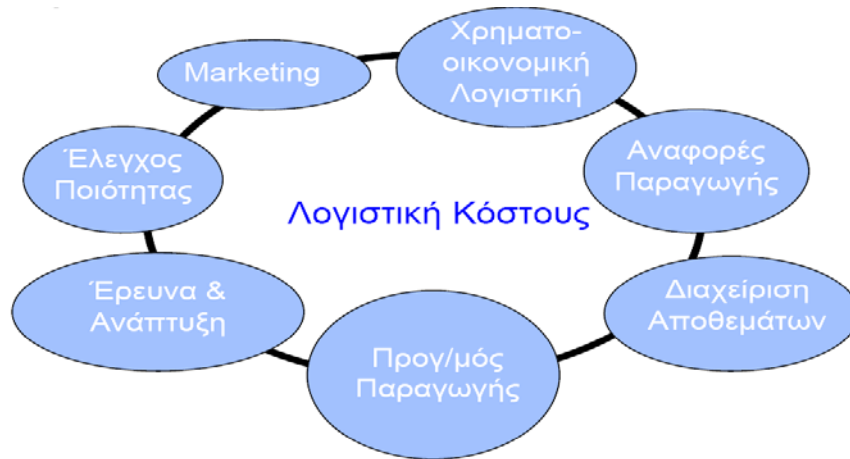 Χρηματο-
οικονομική
Λογιστική
Marketing
Αναφορές
Παραγωγής
Έλεγχος
Ποιότητας
Λογιστική Κόστους
Διαχείριση
Αποθεμάτων
Έρευνα &
Ανάπτυξη
Προγ/μός
Παραγωγής